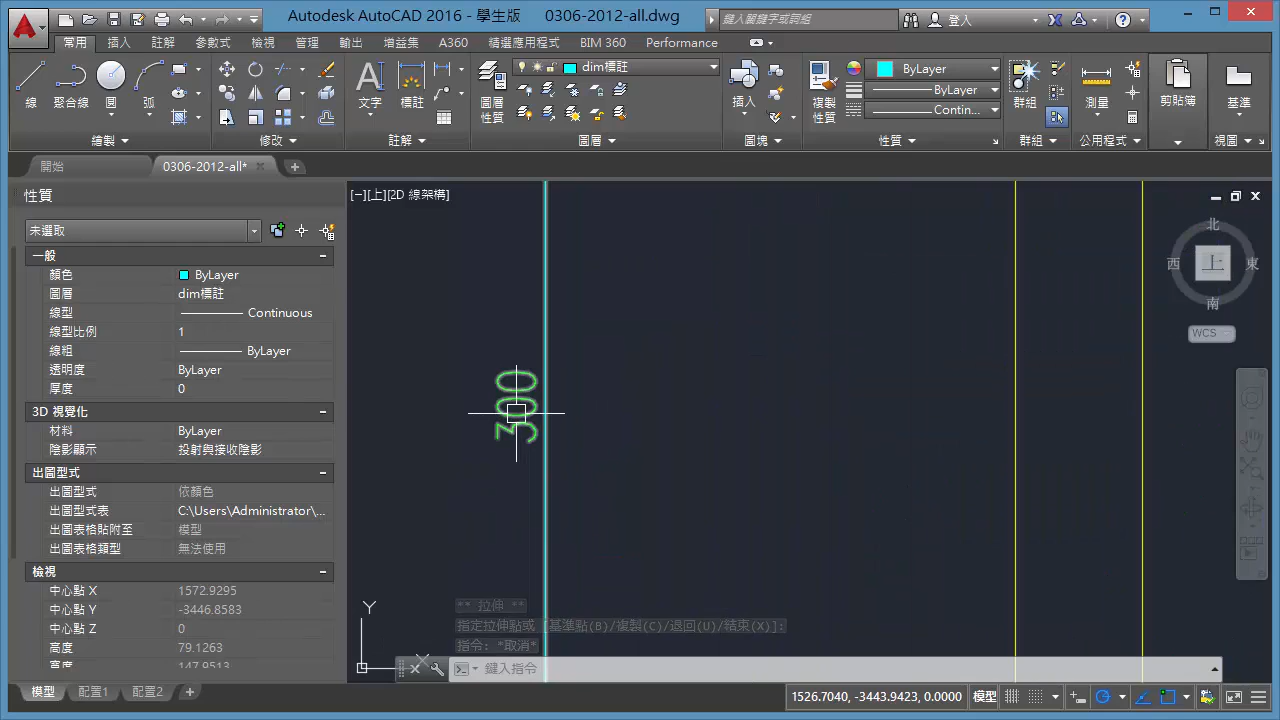 Autodesk AutoCAD 2016 - 學生版 0306-2012-all.dwg
鍵入關鍵字或詞組
登入
常用 插入 註解 參數式 檢視 管理 輸出 增益集 A360 精選應用程式 BIM 360 Performance
線 聚合線 圓 弧
文字 標註
圖層性質
dim標註
插入
複製性質
ByLayer
ByLayer
Contin...
群組 測量 剪貼簿 基準
繪製 修改 註解 圖層 圖塊 性質 群組 公用程式 視圖
開始 0306-2012-all*
性質
[−][上][2D 線架構]
未選取
一般
顏色 ByLayer
圖層 dim標註
線型 Continuous
線型比例 1
線粗 ByLayer
透明度 ByLayer
厚度 0
3D 視覺化
材料 ByLayer
陰影顯示 投射與接收陰影
出圖型式
出圖型式 依顏色
出圖型式表 C:\Users\Administrator\...
出圖表格貼附至 模型
出圖表格類型 無法使用
檢視
中心點 X 1572.9295
中心點 Y -3446.8583
中心點 Z 0
高度 79.1263
寬度 147.9513
300
北
西 上 東
南
WCS
Y
** 拉伸 **
指定拉伸點或 [基準點(B)/複製(C)/退回(U)/結束(X)]:
指令: *取消*
鍵入指令
模型 配置1 配置2
1526.7040, -3443.9423, 0.0000 模型